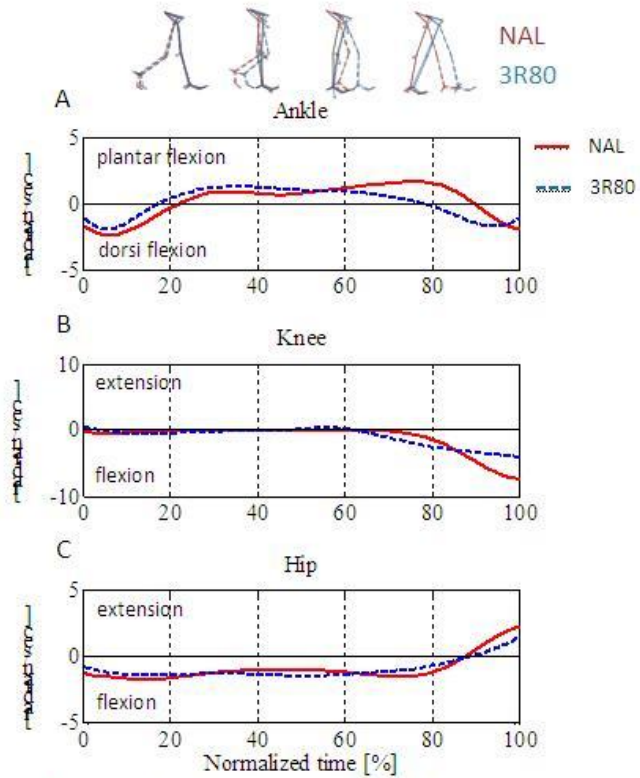 NAL
3R80
A
Ankle
5
plantar flexion
0
dorsi flexion
-5
0 20 40 60 80 100
NAL
3R80
B
Knee
10
extension
0
flexion
-10
0 20 40 60 80 100
C
Hip
5
extension
0
flexion
-5
0 20 40 60 80 100
Normalized time [%]